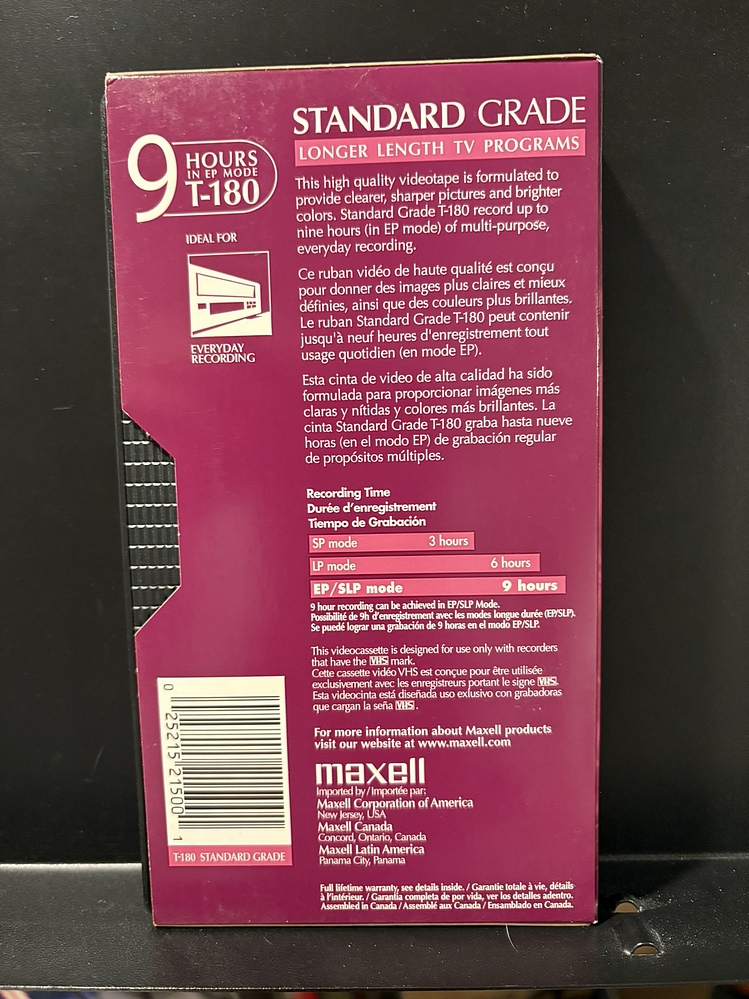 STANDARD GRADE
LONGER LENGTH TV PROGRAMS
9 HOURS
IN EP MODE
T-180
IDEAL FOR
EVERYDAY
RECORDING
This high quality videotape is formulated to
provide clearer, sharper pictures and brighter
colors. Standard Grade T-180 record up to
nine hours (in EP mode) of multi-purpose,
everyday recording.
Ce ruban vidéo de haute qualité est conçu
pour donner des images plus claires et mieux
définies, ainsi que des couleurs plus brillantes.
Le ruban Standard Grade T-180 peut contenir
jusqu'à neuf heures d'enregistrement tout
usage quotidien (en mode EP).
Esta cinta de video de alta calidad ha sido
formulada para proporcionar imágenes más
claras y nítidas y colores más brillantes. La
cinta Standard Grade T-180 graba hasta nueve
horas (en el modo EP) de grabación regular
de propósitos múltiples.
Recording Time
Durée d'enregistrement
Tiempo de Grabación
SP mode 3 hours
LP mode 6 hours
EP/SLP mode 9 hours
9 hour recording can be achieved in EP/SLP Mode.
Possibilité de 9h d'enregistrement avec les modes longue durée (EP/SLP).
Se puedé lograr una grabación de 9 horas en el modo EP/SLP.
This videocassette is designed for use only with recorders
that have the VHS mark.
Cette cassette vidéo VHS est conçue pour être utilisée
exclusivement avec les enregistreurs portant le signe VHS.
Esta videocinta está diseñada uso exlusivo con grabadoras
que cargan la seña VHS.
For more information about Maxell products
visit our website at www.maxell.com
maxell
Imported by/Importée par:
Maxell Corporation of America
New Jersey, USA
Maxell Canada
Concord, Ontario, Canada
Maxell Latin America
Panama City, Panama
Full lifetime warranty, see details inside. / Garantie totale à vie, détails
à l'intérieur. / Garantía completa de por vida, ver los detalles adentro.
Assembled in Canada / Assemblé aux Canada / Ensamblado en Canada.
0 25215 21500 1
T-180 STANDARD GRADE